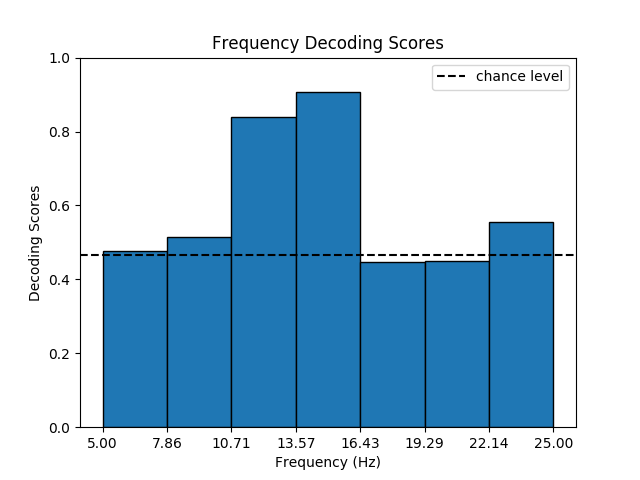 Frequency Decoding Scores
chance level
1.0
0.8
0.6
0.4
0.2
0.0
Decoding Scores
5.00 7.86 10.71 13.57 16.43 19.29 22.14 25.00
Frequency (Hz)